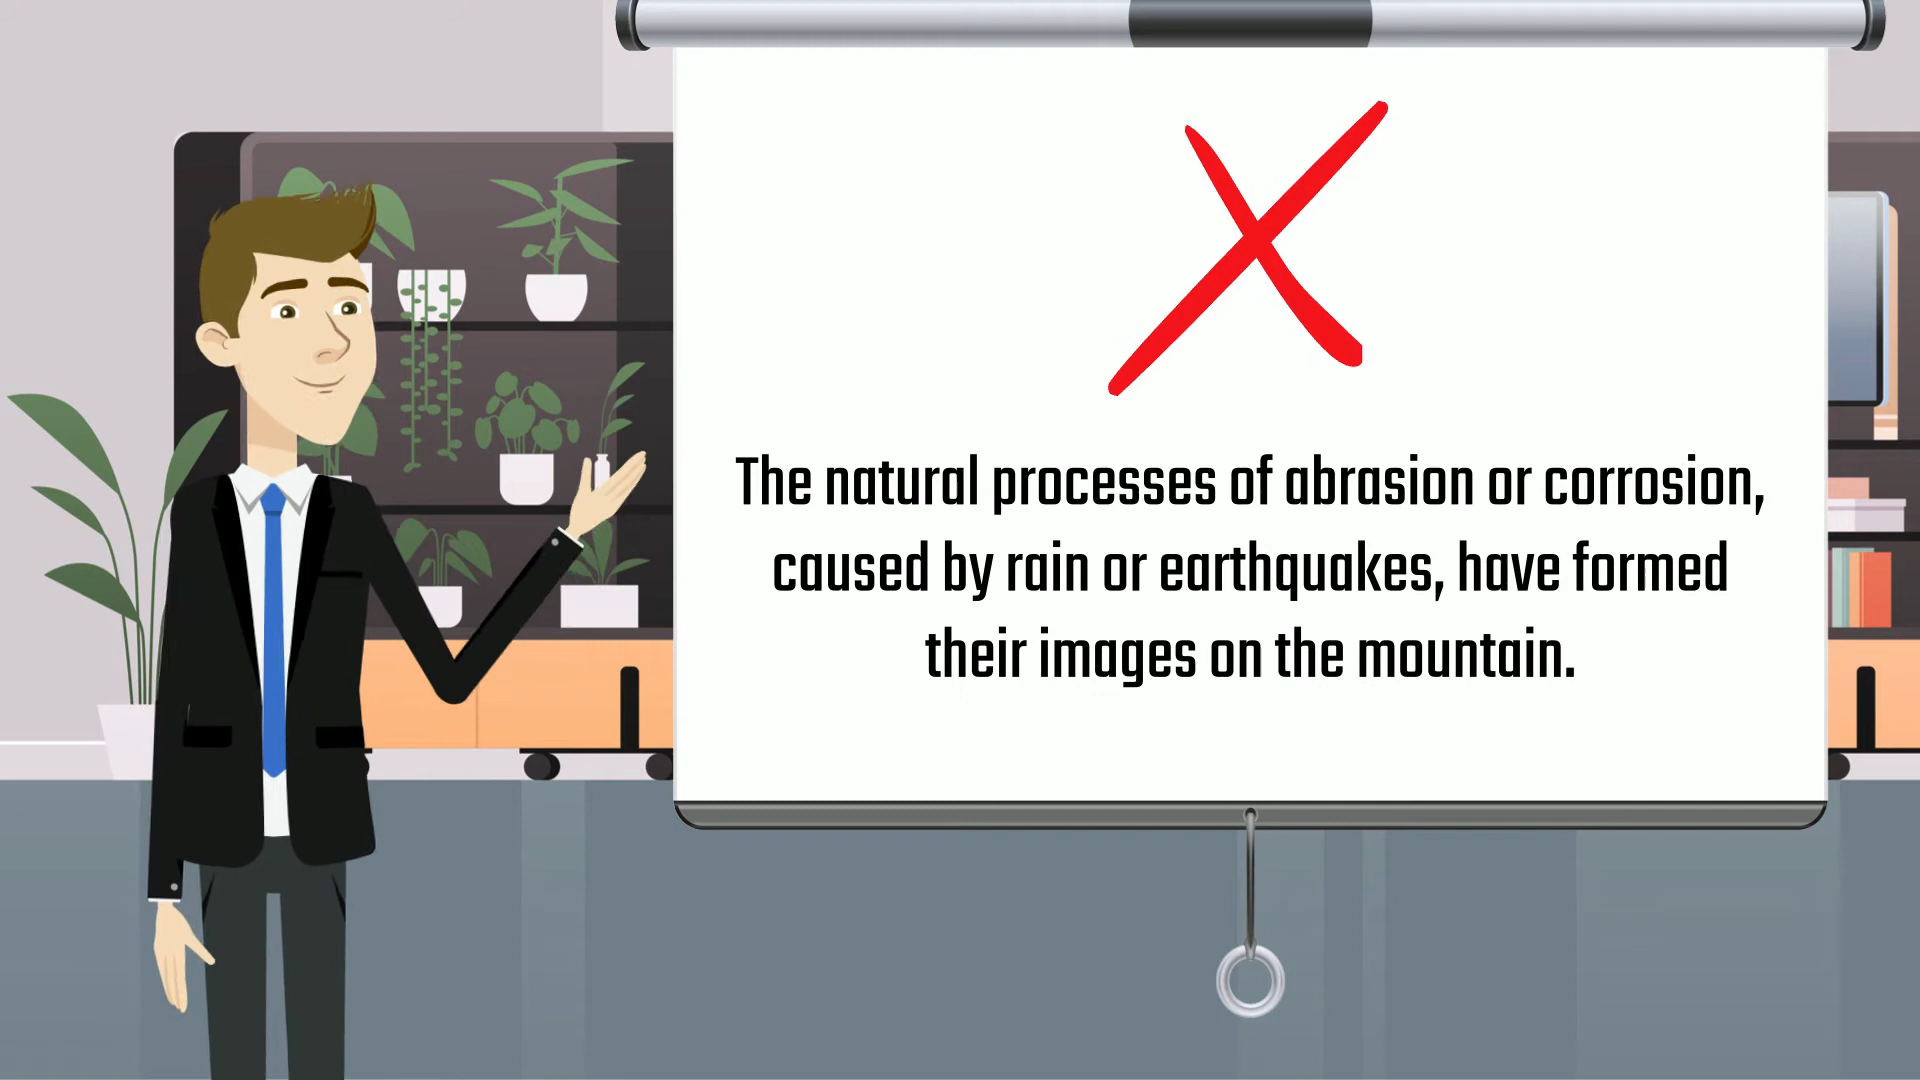 The natural processes of abrasion or corrosion,
caused by rain or earthquakes, have formed
their images on the mountain.